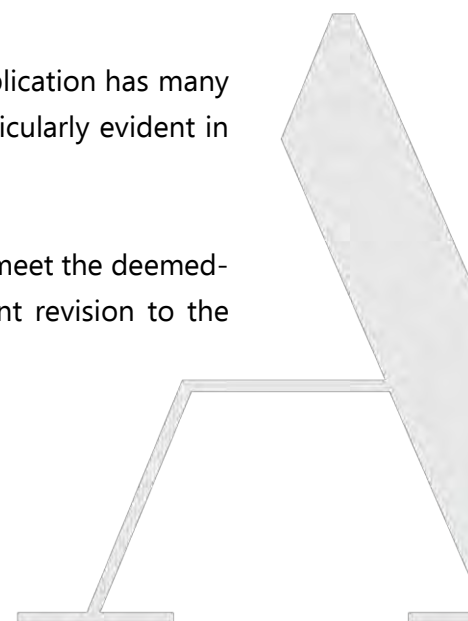 plication has many
icularly evident in
meet the deemed-
nt revision to the